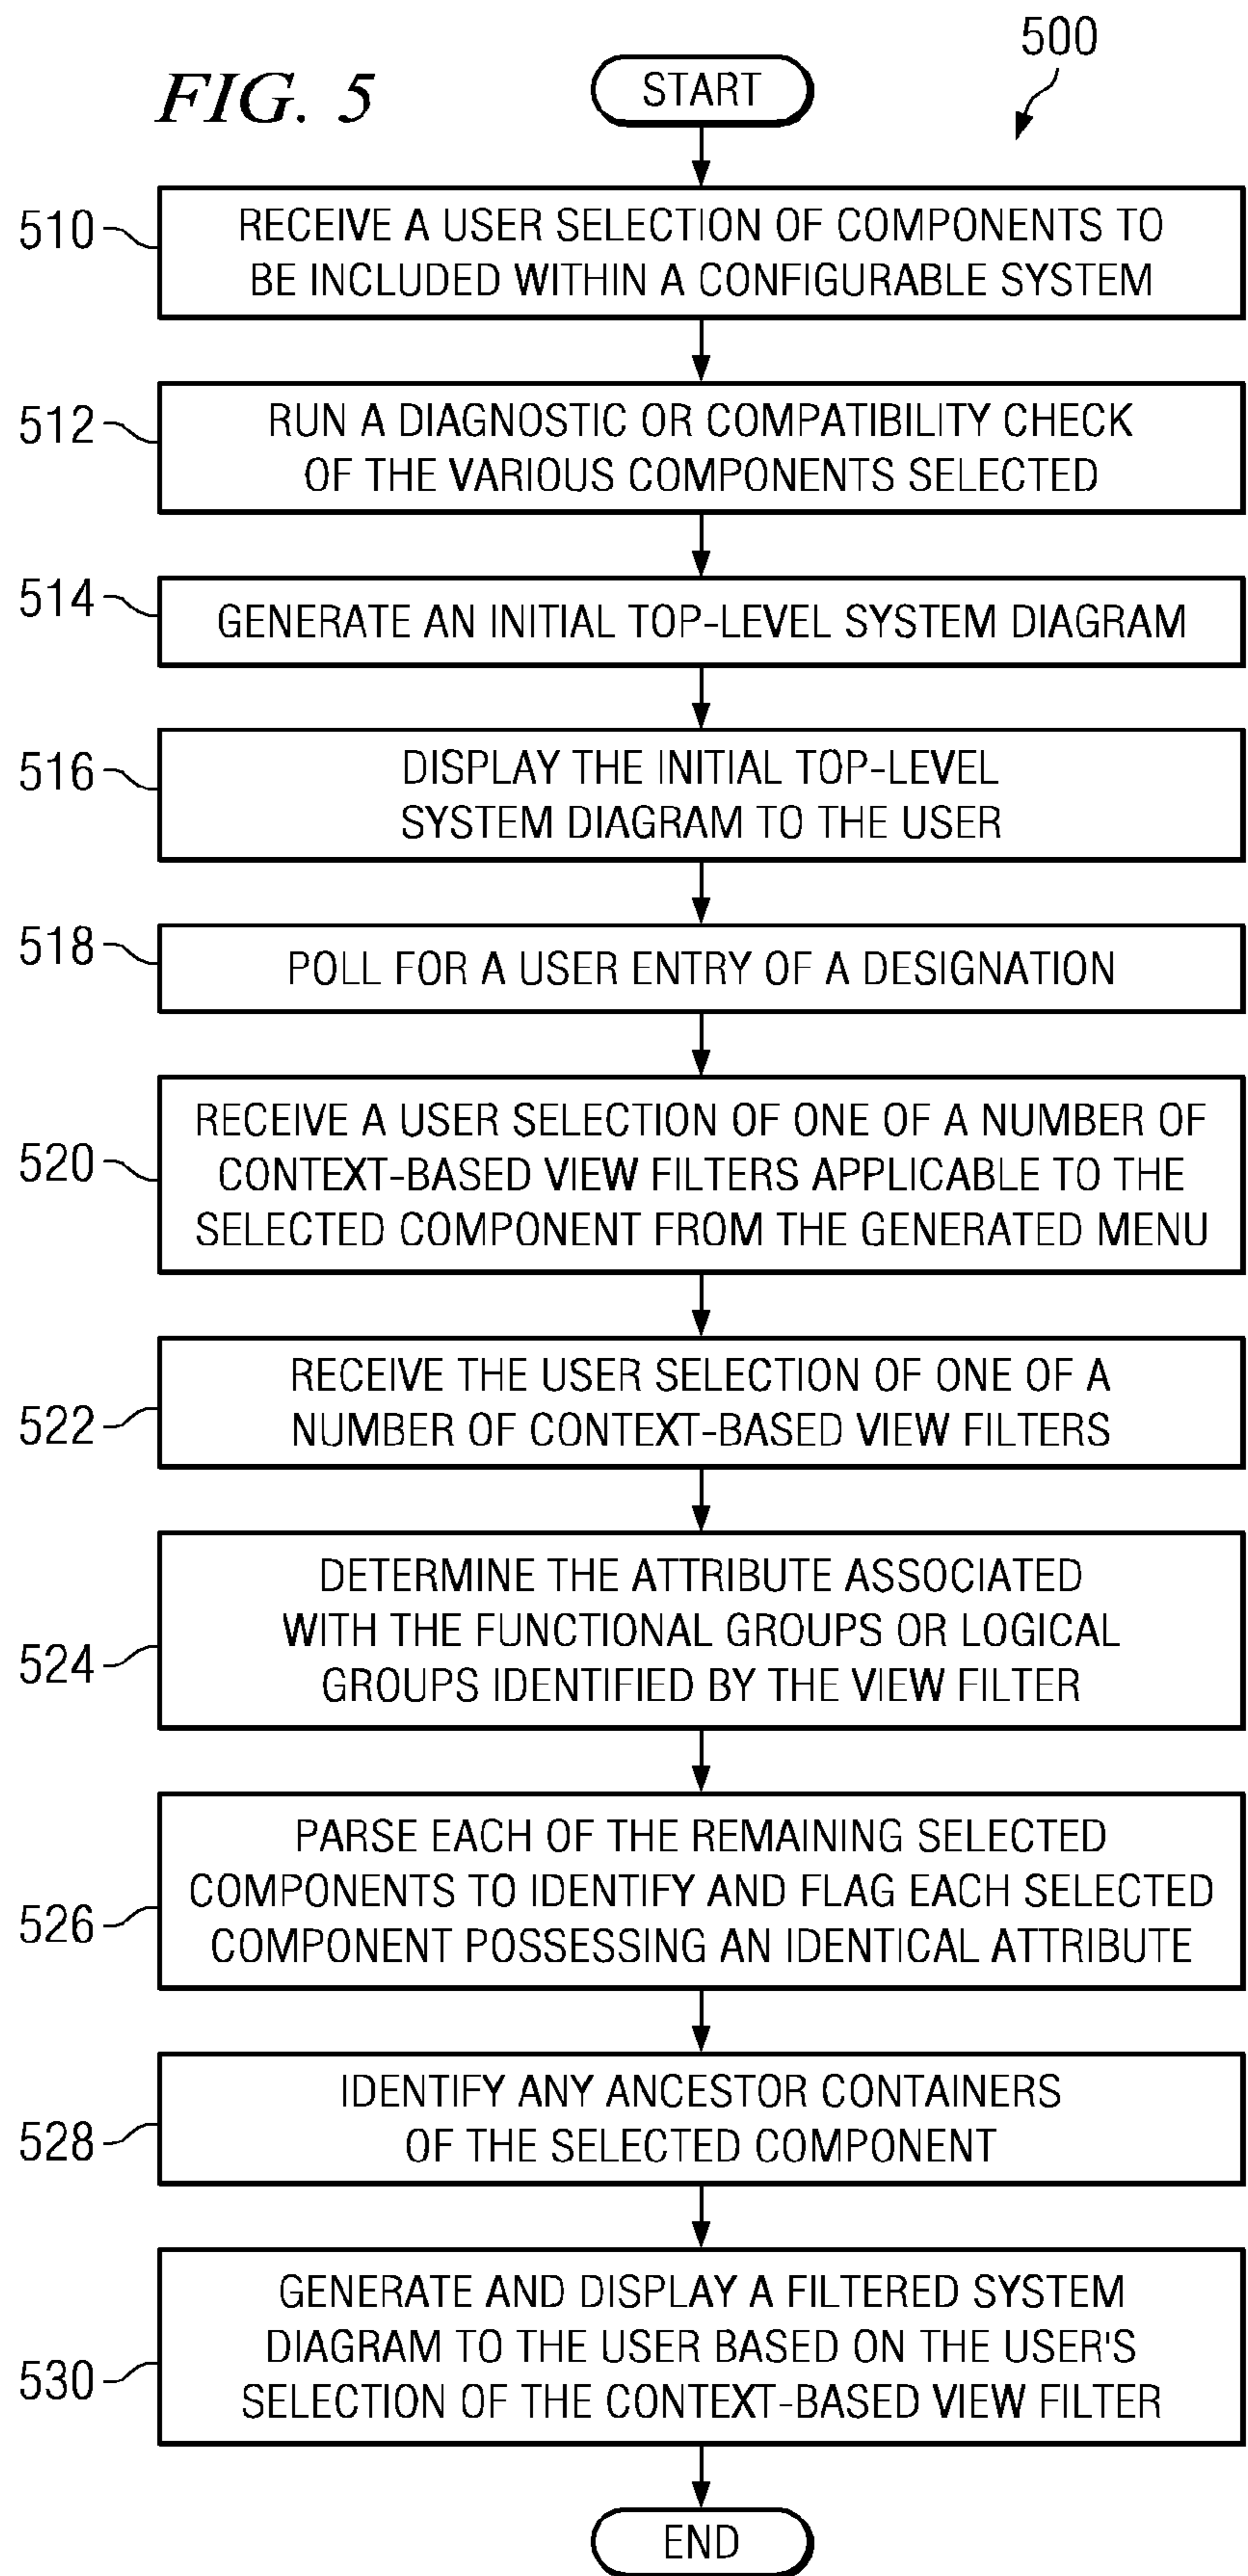 500
FIG. 5
START
510
RECEIVE A USER SELECTION OF COMPONENTS TO
BE INCLUDED WITHIN A CONFIGURABLE SYSTEM
512
RUN A DIAGNOSTIC OR COMPATIBILITY CHECK
OF THE VARIOUS COMPONENTS SELECTED
514
GENERATE AN INITIAL TOP-LEVEL SYSTEM DIAGRAM
516
DISPLAY THE INITIAL TOP-LEVEL
SYSTEM DIAGRAM TO THE USER
518
POLL FOR A USER ENTRY OF A DESIGNATION
520
RECEIVE A USER SELECTION OF ONE OF A NUMBER OF
CONTEXT-BASED VIEW FILTERS APPLICABLE TO THE
SELECTED COMPONENT FROM THE GENERATED MENU
522
RECEIVE THE USER SELECTION OF ONE OF A
NUMBER OF CONTEXT-BASED VIEW FILTERS
524
DETERMINE THE ATTRIBUTE ASSOCIATED
WITH THE FUNCTIONAL GROUPS OR LOGICAL
GROUPS IDENTIFIED BY THE VIEW FILTER
526
PARSE EACH OF THE REMAINING SELECTED
COMPONENTS TO IDENTIFY AND FLAG EACH SELECTED
COMPONENT POSSESSING AN IDENTICAL ATTRIBUTE
528
IDENTIFY ANY ANCESTOR CONTAINERS
OF THE SELECTED COMPONENT
530
GENERATE AND DISPLAY A FILTERED SYSTEM
DIAGRAM TO THE USER BASED ON THE USER'S
SELECTION OF THE CONTEXT-BASED VIEW FILTER
END